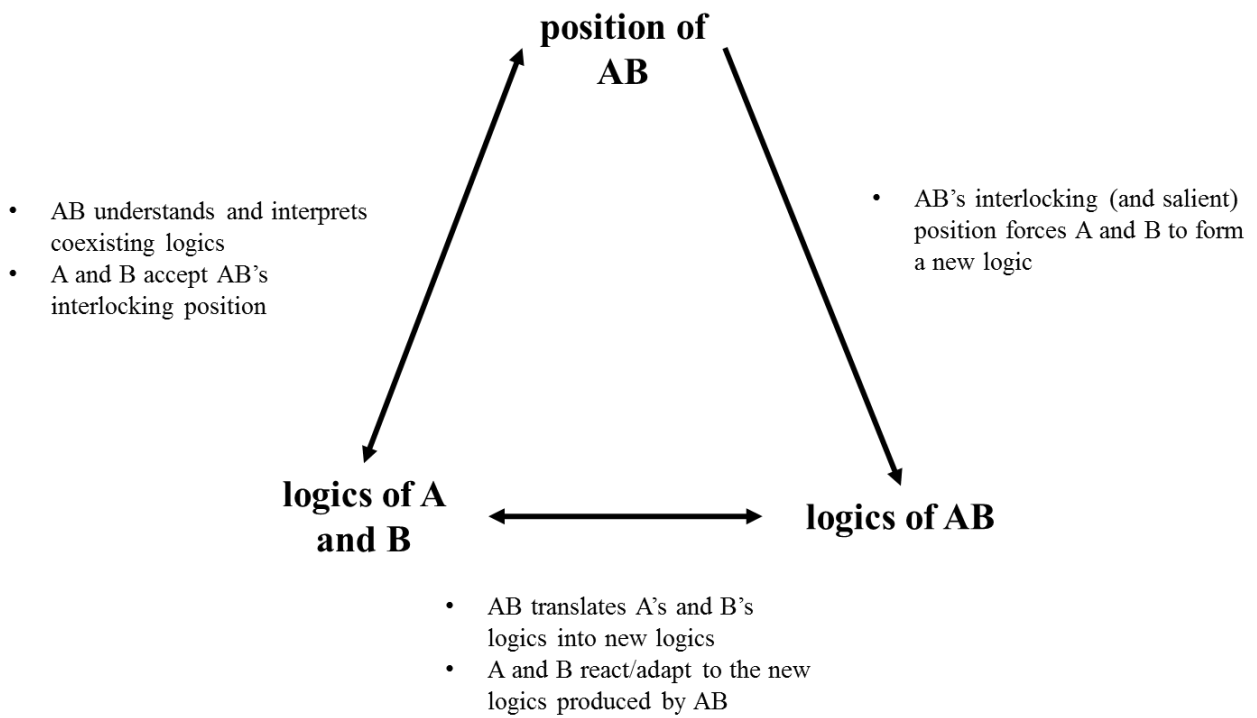 position of
AB
• AB understands and interprets
coexisting logics
• A and B accept AB’s
interlocking position
• AB’s interlocking (and salient)
position forces A and B to form
a new logic
logics of A
and B
logics of AB
• AB translates A’s and B’s
logics into new logics
• A and B react/adapt to the new
logics produced by AB